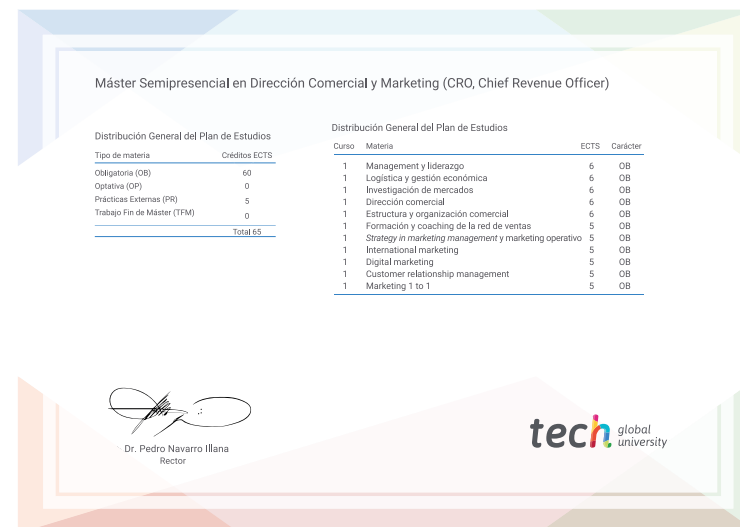 Máster Semipresencial en Dirección Comercial y Marketing (CRO, Chief Revenue Officer)
Distribución General del Plan de Estudios
Tipo de materia Créditos ECTS
Obligatoria (OB) 60
Optativa (OP) 0
Prácticas Externas (PR) 5
Trabajo Fin de Máster (TFM) 0
Total 65
Distribución General del Plan de Estudios
Curso Materia ECTS Carácter
1 Management y liderazgo 6 OB
1 Logística y gestión económica 6 OB
1 Investigación de mercados 6 OB
1 Dirección comercial 6 OB
1 Estructura y organización comercial 6 OB
1 Formación y coaching de la red de ventas 5 OB
1 Strategy in marketing management y marketing operativo 5 OB
1 International marketing 5 OB
1 Digital marketing 5 OB
1 Customer relationship management 5 OB
1 Marketing 1 to 1 5 OB
Dr. Pedro Navarro Illana
Rector
tech global
university